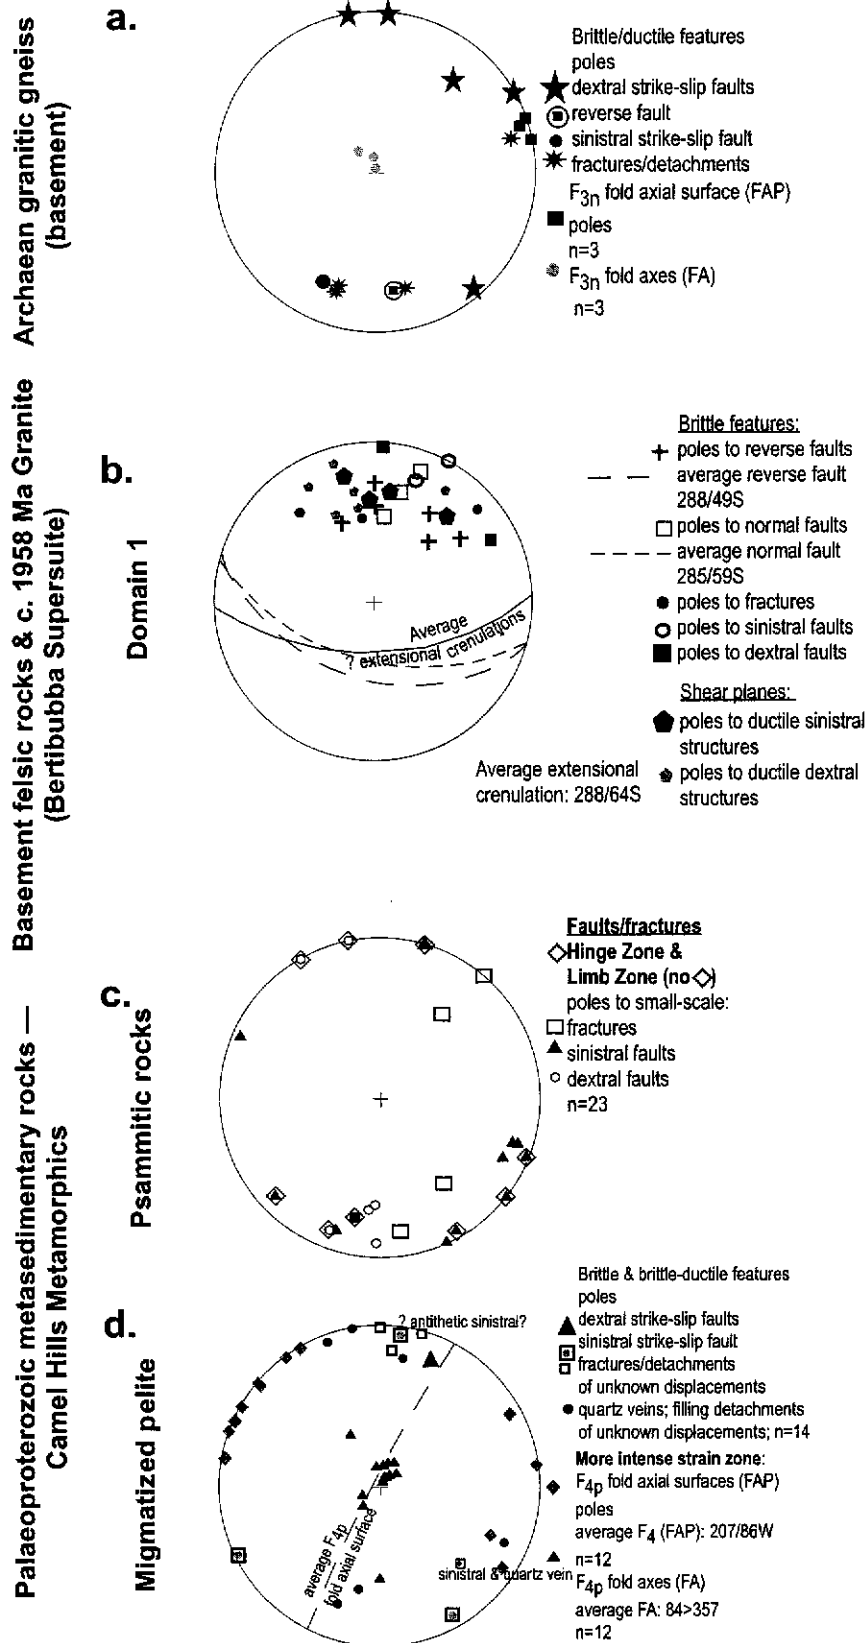 a.
Archaean granitic gneiss
(basement)
Brittle/ductile features
poles
dextral strike-slip faults
reverse fault
sinistral strike-slip fault
fractures/detachments
F3n fold axial surface (FAP)
poles
n=3
F3n fold axes (FA)
n=3
b.
Basement felsic rocks & c. 1958 Ma Granite
(Bertibubba Supersuite)
Domain 1
Average
? extensional crenulations
Brittle features:
poles to reverse faults
average reverse fault
288/49S
poles to normal faults
average normal fault
285/59S
poles to fractures
poles to sinistral faults
poles to dextral faults
Shear planes:
poles to ductile sinistral
structures
poles to ductile dextral
structures
Average extensional
crenulation: 288/64S
c.
Palaeoproterozoic metasedimentary rocks —
Camel Hills Metamorphics
Psammitic rocks
Faults/fractures
Hinge Zone &
Limb Zone (no ◇)
poles to small-scale:
fractures
sinistral faults
dextral faults
n=23
d.
Migmatized pelite
? antithetic sinistral?
average F4p
fold axial surface
sinistral & quartz vein
Brittle & brittle-ductile features
poles
dextral strike-slip faults
sinistral strike-slip fault
fractures/detachments
of unknown displacements
quartz veins; filling detachments
of unknown displacements; n=14
More intense strain zone:
F4p fold axial surfaces (FAP)
poles
average F4 (FAP): 207/86W
n=12
F4p fold axes (FA)
average FA: 84>357
n=12